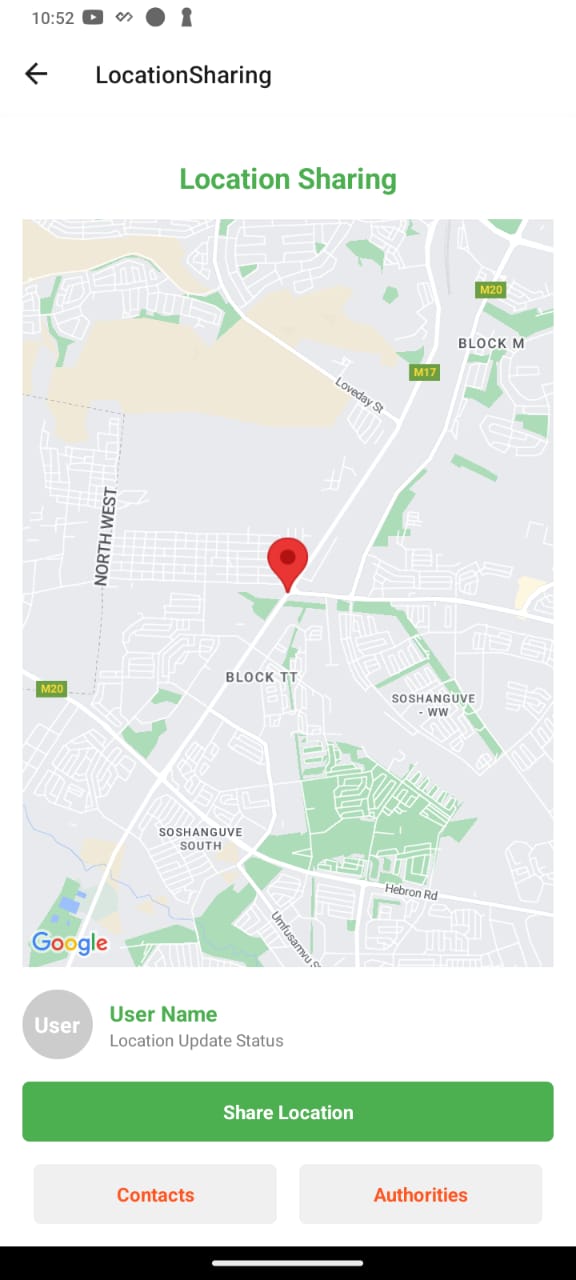 10:52
LocationSharing
Location Sharing
M20
BLOCK M
M17
Loveday St
NORTH WEST
BLOCK TT
M20
SOSHANGUVE
- WW
SOSHANGUVE
SOUTH
Hebron Rd
Umfusamvu S
Google
User
User Name
Location Update Status
Share Location
Contacts
Authorities